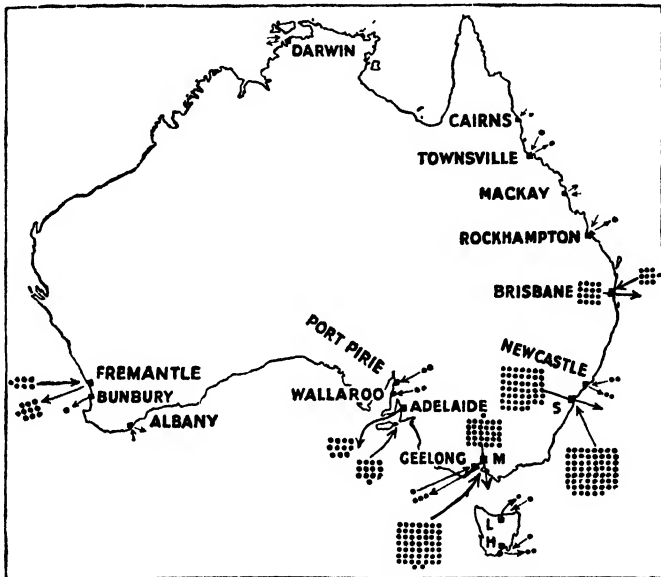 DARWIN
CAIRNS
TOWNSVILLE
MACKAY
ROCKHAMPTON
BRISBANE
PORT PIRIE
NEWCASTLE
FREMANTLE
WALLAROO
BUNBURY
ADELAIDE
S
ALBANY
GEELONG M
L
H